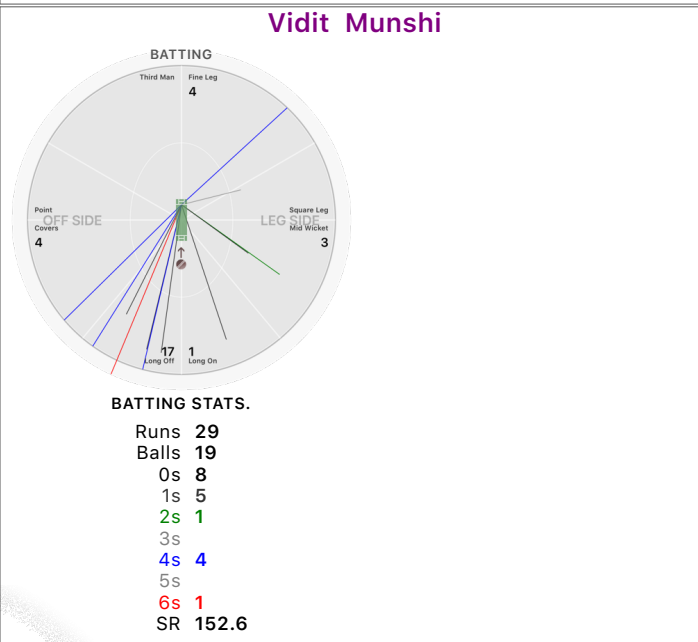 Vidit Munshi
BATTING
Third Man Fine Leg
4
Point Square Leg
OFF SIDE LEG SIDE
Covers Mid Wicket
4 3
17 1
Long Off Long On
BATTING STATS.
Runs 29
Balls 19
0s 8
1s 5
2s 1
3s
4s 4
5s
6s 1
SR 152.6